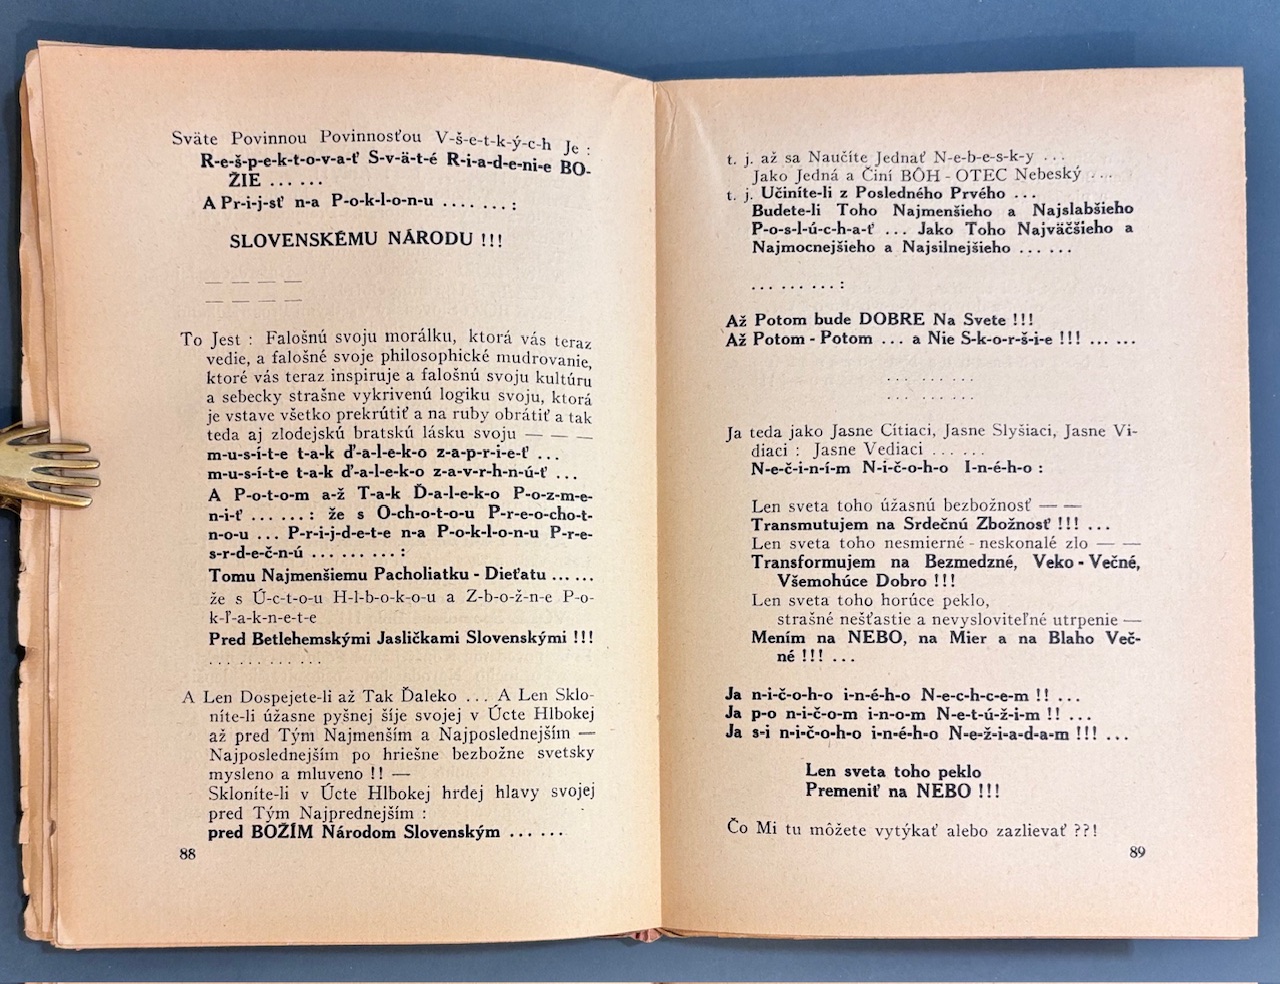 Sväte Povinnou Povinnosťou V-š-e-t-k-ý-c-h Je :
R-e-š-p-e-k-t-o-v-a-ť S-v-ä-t-é R-i-a-d-e-ni-e BO-
ŽIE ... ...
A P-r-i-j-sť n-a P-o-k-l-o-n-u ... ... ... :
SLOVENSKÉMU NÁRODU !!!
— — — — —
— — — — —
To Jest : Falošnú svoju morálku, ktorá vás teraz
vedie, a falošné svoje philosophické mudrovanie,
ktoré vás teraz inspiruje a falošnú svoju kultúru
a sebecky strašne vykrivenú logiku svoju, ktorá
je vstave všetko prekrútiť a na ruby obrátiť a tak
teda aj zlodejskú bratskú lásku svoju — — —
m-u-s-í-t-e t-a-k ď-a-l-e-k-o z-a-p-r-i-e-ť ...
m-u-s-í-t-e t-a-k ď-a-l-e-k-o z-a-v-r-h-n-ú-ť ...
A P-o-t-o-m a-ž T-a-k Ď-a-l-e-k-o P-o-z-m-e-
n-i-ť ... ... : že s O-ch-o-t-o-u P-r-e-o-cho-t-
n-o-u ... P-r-i-j-d-e-t-e n-a P-o-k-l-o-n-u P-r-e-
s-r-d-e-č-n-ú ... ... ... :
Tomu Najmenšiemu Pacholiatku - Dieťatu ... ...
že s Ú-c-t-o-u H-l-b-o-k-o-u a Z-b-o-ž-n-e P-o-
k-ľ-a-k-n-e-t-e
Pred Betlehemskými Jasličkami Slovenskými !!!
... ... ... ...
A Len Dospejete-li až Tak Ďaleko ... A Len Sklo-
níte-li úžasne pyšnej šíje svojej v Úcte Hlbokej
až pred Tým Najmenším a Najposlednejším —
Najposlednejším po hriešne bezbožne svetsky
mysleno a mluveno !! —
Skloníte-li v Úcte Hlbokej hrdej hlavy svojej
pred Tým Najprednejším :
pred BOŽÍM Národom Slovenským ... ...
88
t. j. až sa Naučíte Jednať N-e-b-e-s-k-y ...
Jako Jedná a Činí BÔH - OTEC Nebeský ...
t. j. Učiníte-li z Posledného Prvého ...
Budete-li Toho Najmenšieho a Najslabšieho
P-o-s-l-ú-c-h-a-ť ... Jako Toho Najväčšieho a
Najmocnejšieho a Najsilnejšieho ... ...
... ... ... :
Až Potom bude DOBRE Na Svete !!!
Až Potom - Potom ... a Nie S-k-o-r-š-i-e !!! ... ...
... ... ...
... ... ...
Ja teda jako Jasne Cítiaci, Jasne Slyšiaci, Jasne Vi-
diaci : Jasne Vediaci ... ...
N-e-č-i-n-í-m N-i-č-o-h-o I-n-é-h-o :
Len sveta toho úžasnú bezbožnosť — —
Transmutujem na Srdečnú Zbožnosť !!! ...
Len sveta toho nesmierné - neskonalé zlo — —
Transformujem na Bezmedzné, Veko - Večné,
Všemohúce Dobro !!!
Len sveta toho horúce peklo,
strašné nešťastie a nevysloviteľné utrpenie —
Mením na NEBO, na Mier a na Blaho Več-
né !!! ...
Ja n-i-č-o-h-o i-n-é-h-o N-e-ch-c-e-m !! ...
Ja p-o n-i-č-o-m i-n-o-m N-e-t-ú-ž-i-m !! ...
Ja s-i n-i-č-o-h-o i-n-é-h-o N-e-ž-i-a-d-a-m !!! ...
Len sveta toho peklo
Premeniť na NEBO !!!
Čo Mi tu môžete vytýkať alebo zazlievať ??!
89